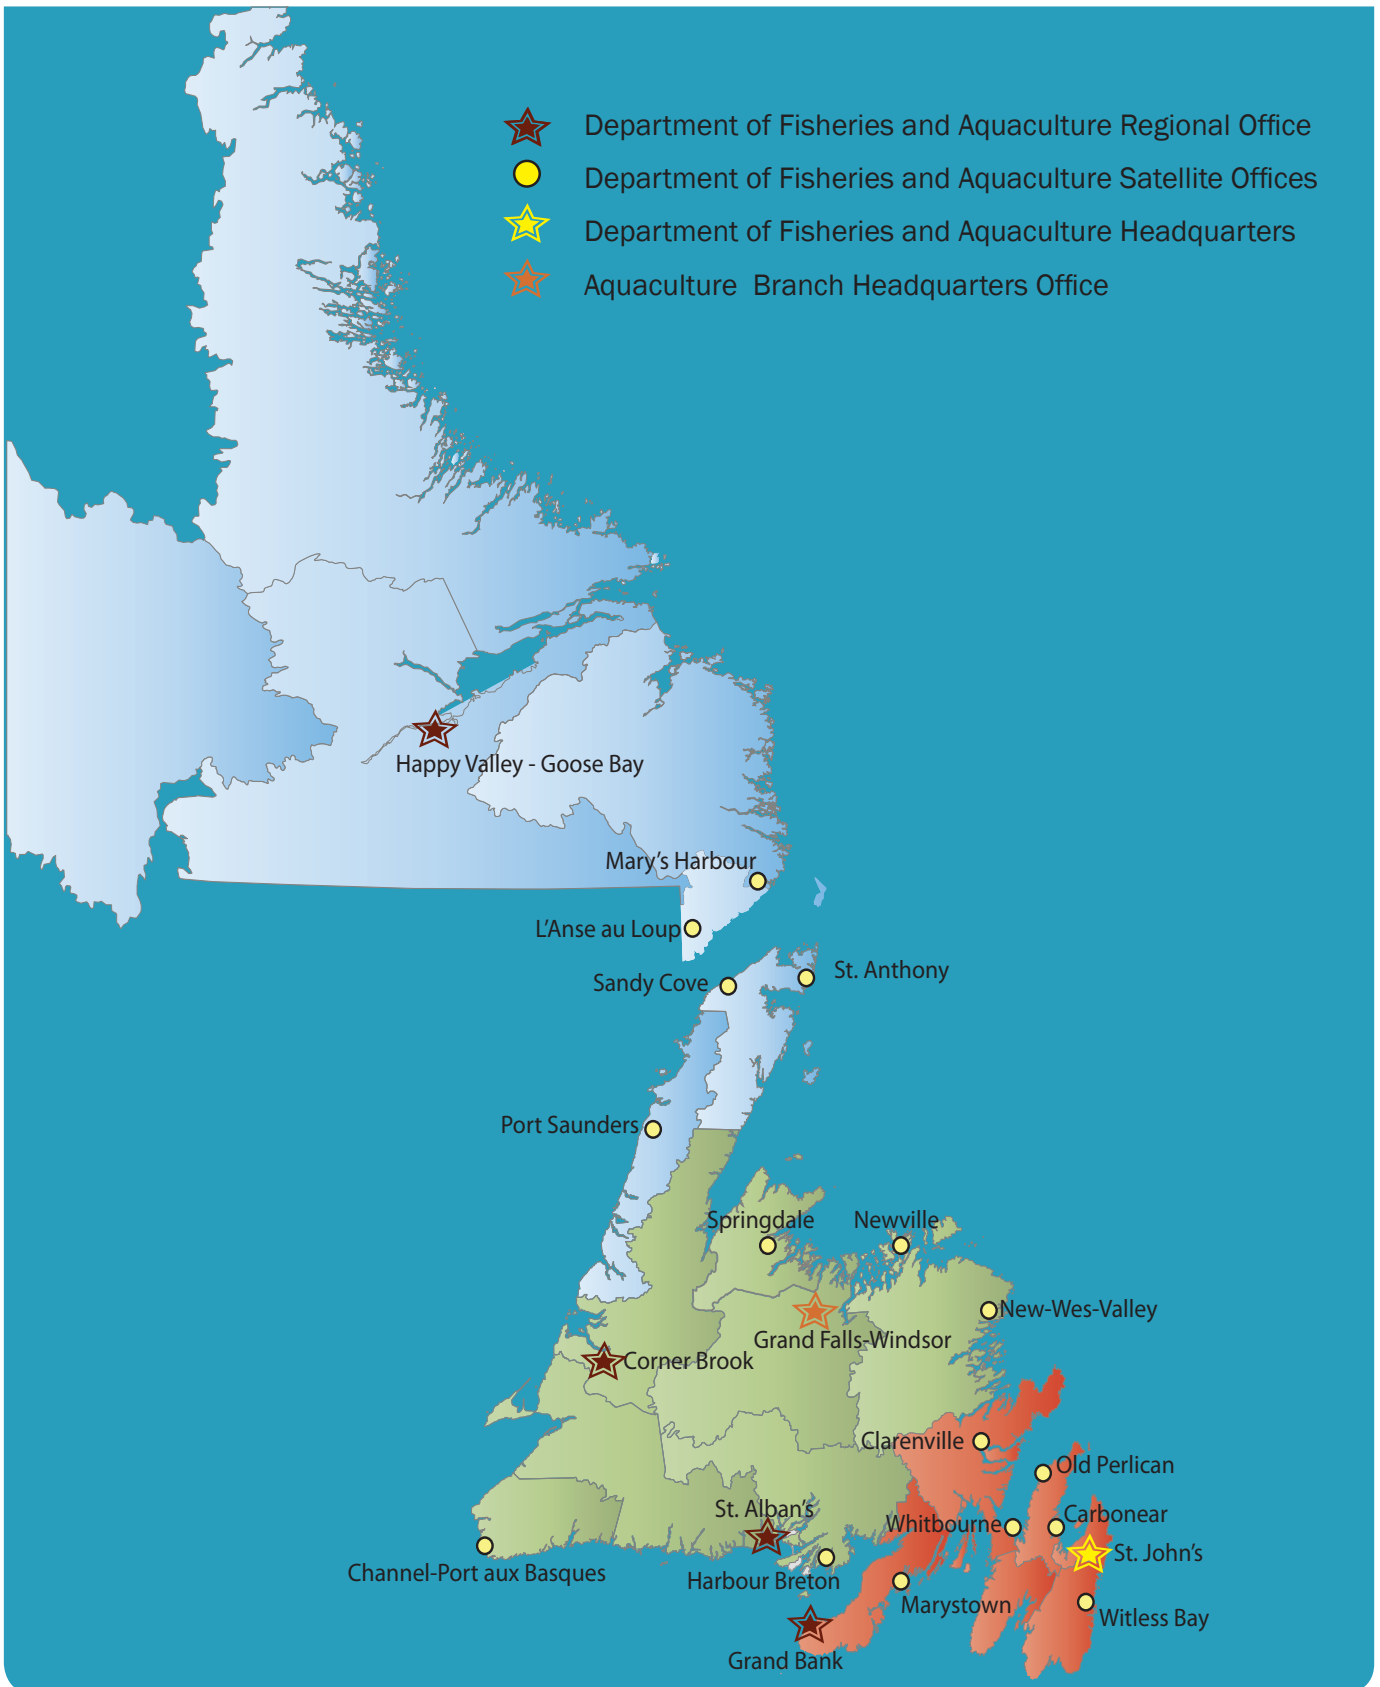 Department of Fisheries and Aquaculture Regional Office
Department of Fisheries and Aquaculture Satellite Offices
Department of Fisheries and Aquaculture Headquarters
Aquaculture  Branch Headquarters Office
Happy Valley - Goose Bay
Mary's Harbour
L'Anse au Loup
Sandy Cove
St. Anthony
Port Saunders
Springdale
Newville
New-Wes-Valley
Grand Falls-Windsor
Corner Brook
Clarenville
Old Perlican
St. Alban's
Whitbourne
Carbonear
St. John's
Channel-Port aux Basques
Harbour Breton
Marystown
Witless Bay
Grand Bank